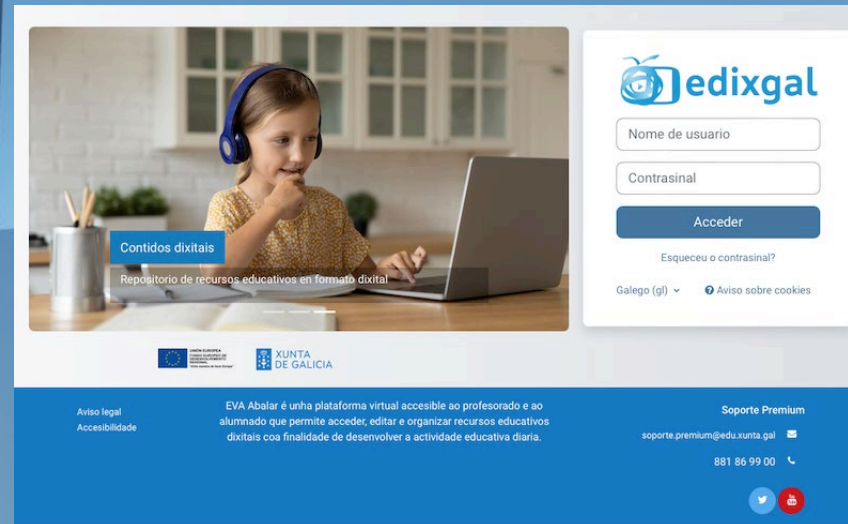 edixgal
Nome de usuario
Contrasinal
Acceder
Esqueceu o contrasinal?
Galego (gl)
Aviso sobre cookies
Contidos dixitais
Repositorio de recursos educativos en formato dixital
UNIÓN EUROPEA
XUNTA
DE GALICIA
Aviso legal
Accesibilidade
EVA Abalar é unha plataforma virtual accesible ao profesorado e ao
alumnado que permite acceder, editar e organizar recursos educativos
dixitais coa finalidade de desenvolver a actividade educativa diaria.
Soporte Premium
soporte.premium@edu.xunta.gal
881 86 99 00